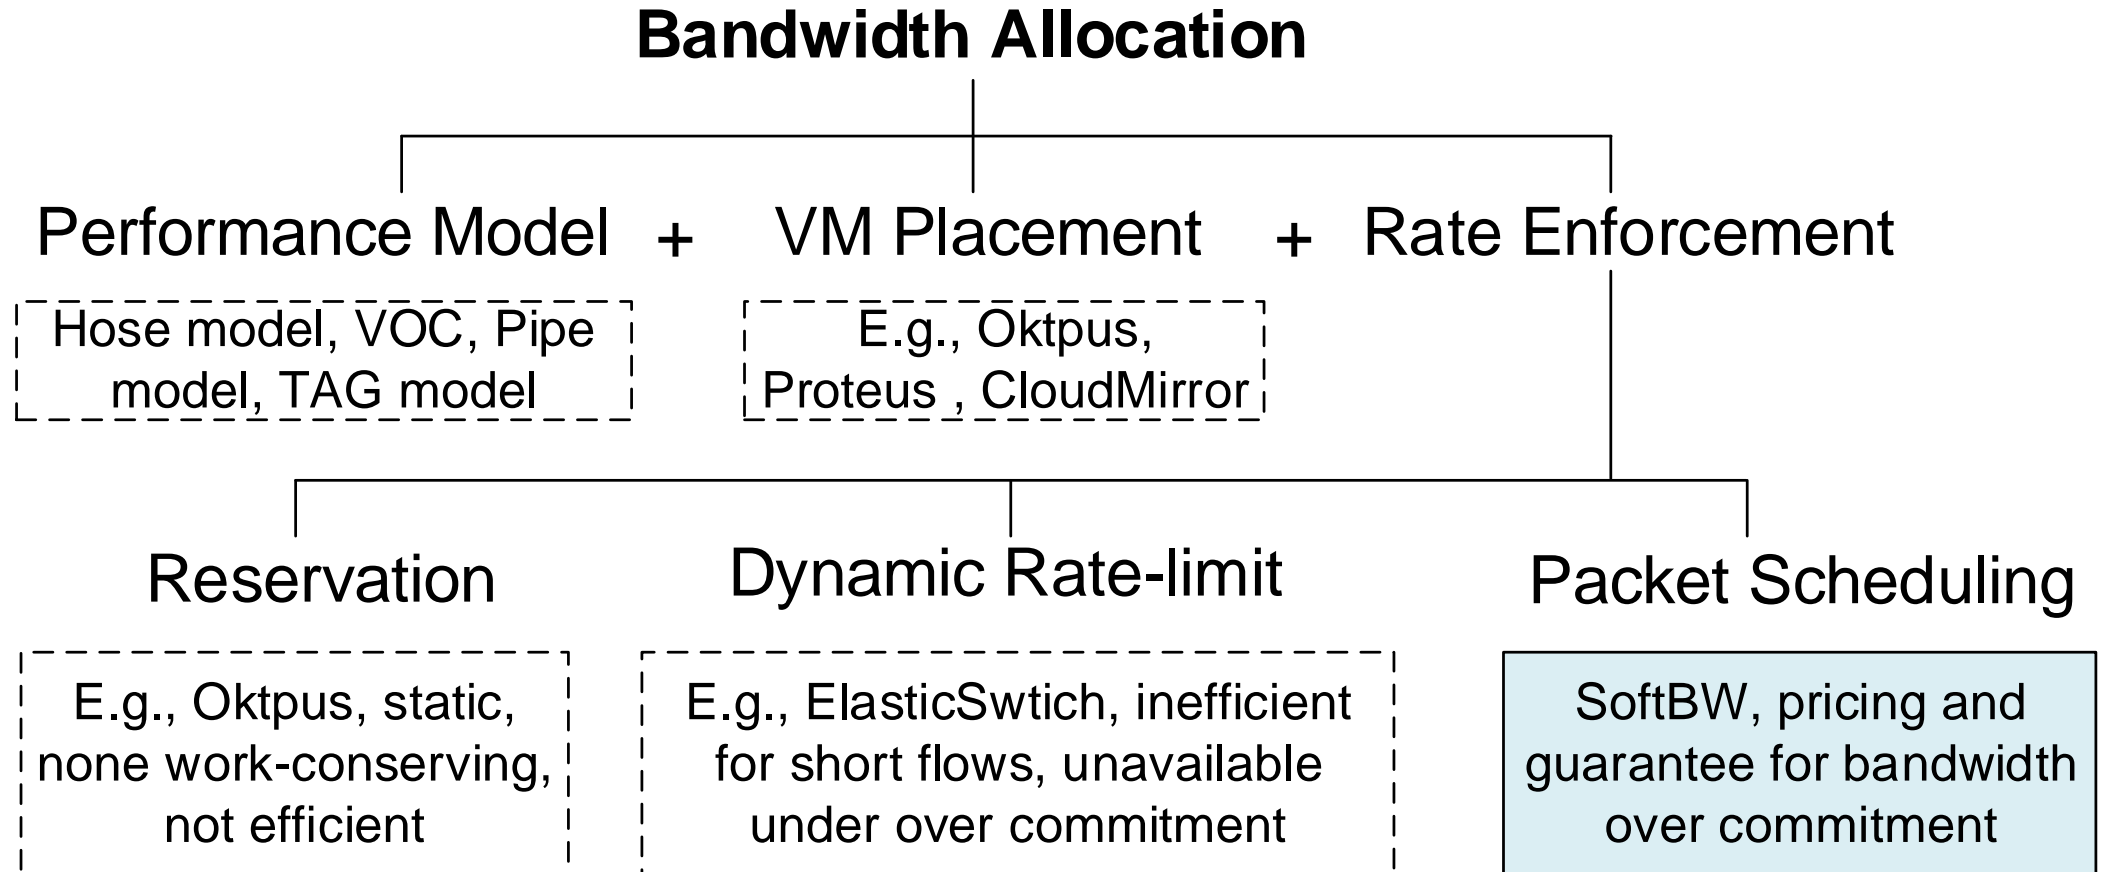 Bandwidth Allocation
Performance Model + VM Placement + Rate Enforcement
Hose model, VOC, Pipe
model, TAG model
E.g., Oktpus,
Proteus , CloudMirror
Reservation
Dynamic Rate-limit
Packet Scheduling
E.g., Oktpus, static,
none work-conserving,
not efficient
E.g., ElasticSwtich, inefficient
for short flows, unavailable
under over commitment
SoftBW, pricing and
guarantee for bandwidth
over commitment